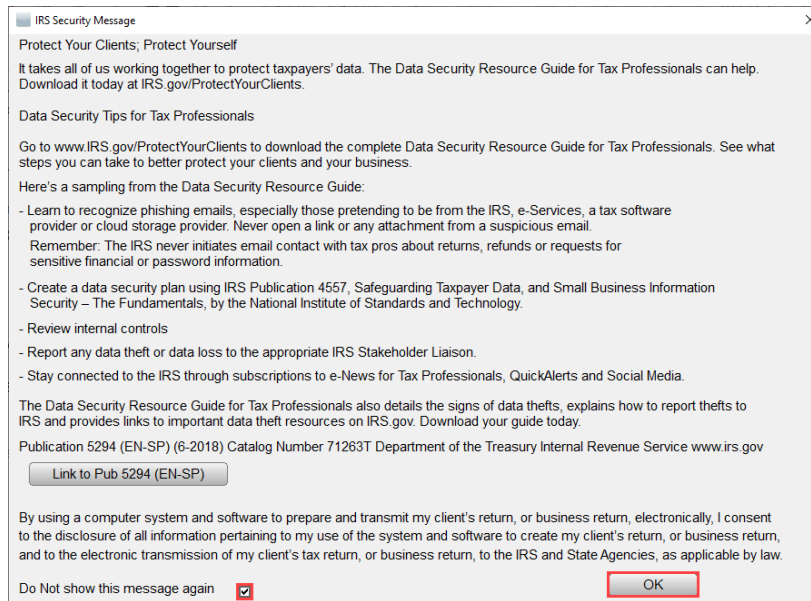 IRS Security Message
Protect Your Clients; Protect Yourself
It takes all of us working together to protect taxpayers' data. The Data Security Resource Guide for Tax Professionals can help.
Download it today at IRS.gov/ProtectYourClients.
Data Security Tips for Tax Professionals
Go to www.IRS.gov/ProtectYourClients to download the complete Data Security Resource Guide for Tax Professionals. See what
steps you can take to better protect your clients and your business.
Here's a sampling from the Data Security Resource Guide:
- Learn to recognize phishing emails, especially those pretending to be from the IRS, e-Services, a tax software
provider or cloud storage provider. Never open a link or any attachment from a suspicious email.
Remember: The IRS never initiates email contact with tax pros about returns, refunds or requests for
sensitive financial or password information.
- Create a data security plan using IRS Publication 4557, Safeguarding Taxpayer Data, and Small Business Information
Security – The Fundamentals, by the National Institute of Standards and Technology.
- Review internal controls
- Report any data theft or data loss to the appropriate IRS Stakeholder Liaison.
- Stay connected to the IRS through subscriptions to e-News for Tax Professionals, QuickAlerts and Social Media.
The Data Security Resource Guide for Tax Professionals also details the signs of data thefts, explains how to report thefts to
IRS and provides links to important data theft resources on IRS.gov. Download your guide today.
Publication 5294 (EN-SP) (6-2018) Catalog Number 71263T Department of the Treasury Internal Revenue Service www.irs.gov
Link to Pub 5294 (EN-SP)
By using a computer system and software to prepare and transmit my client's return, or business return, electronically, I consent
to the disclosure of all information pertaining to my use of the system and software to create my client's return, or business return,
and to the electronic transmission of my client's tax return, or business return, to the IRS and State Agencies, as applicable by law.
Do Not show this message again
OK